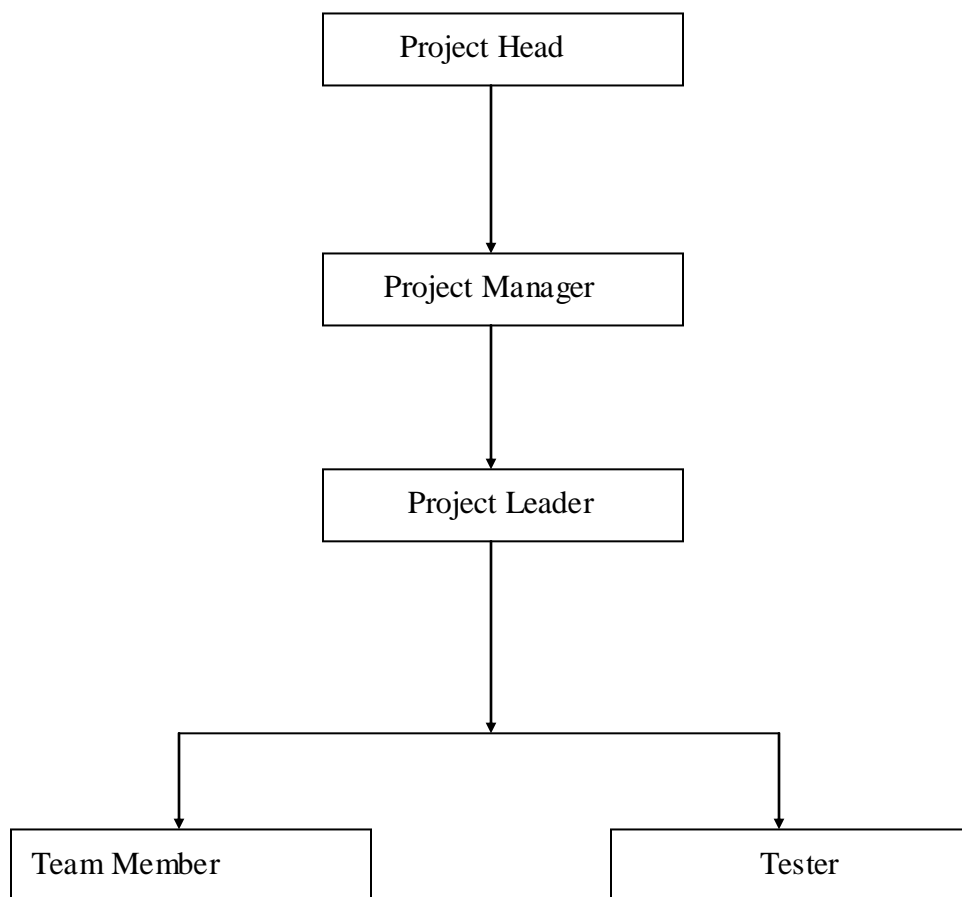 Project Head
Project Manager
Project Leader
Team Member
Tester